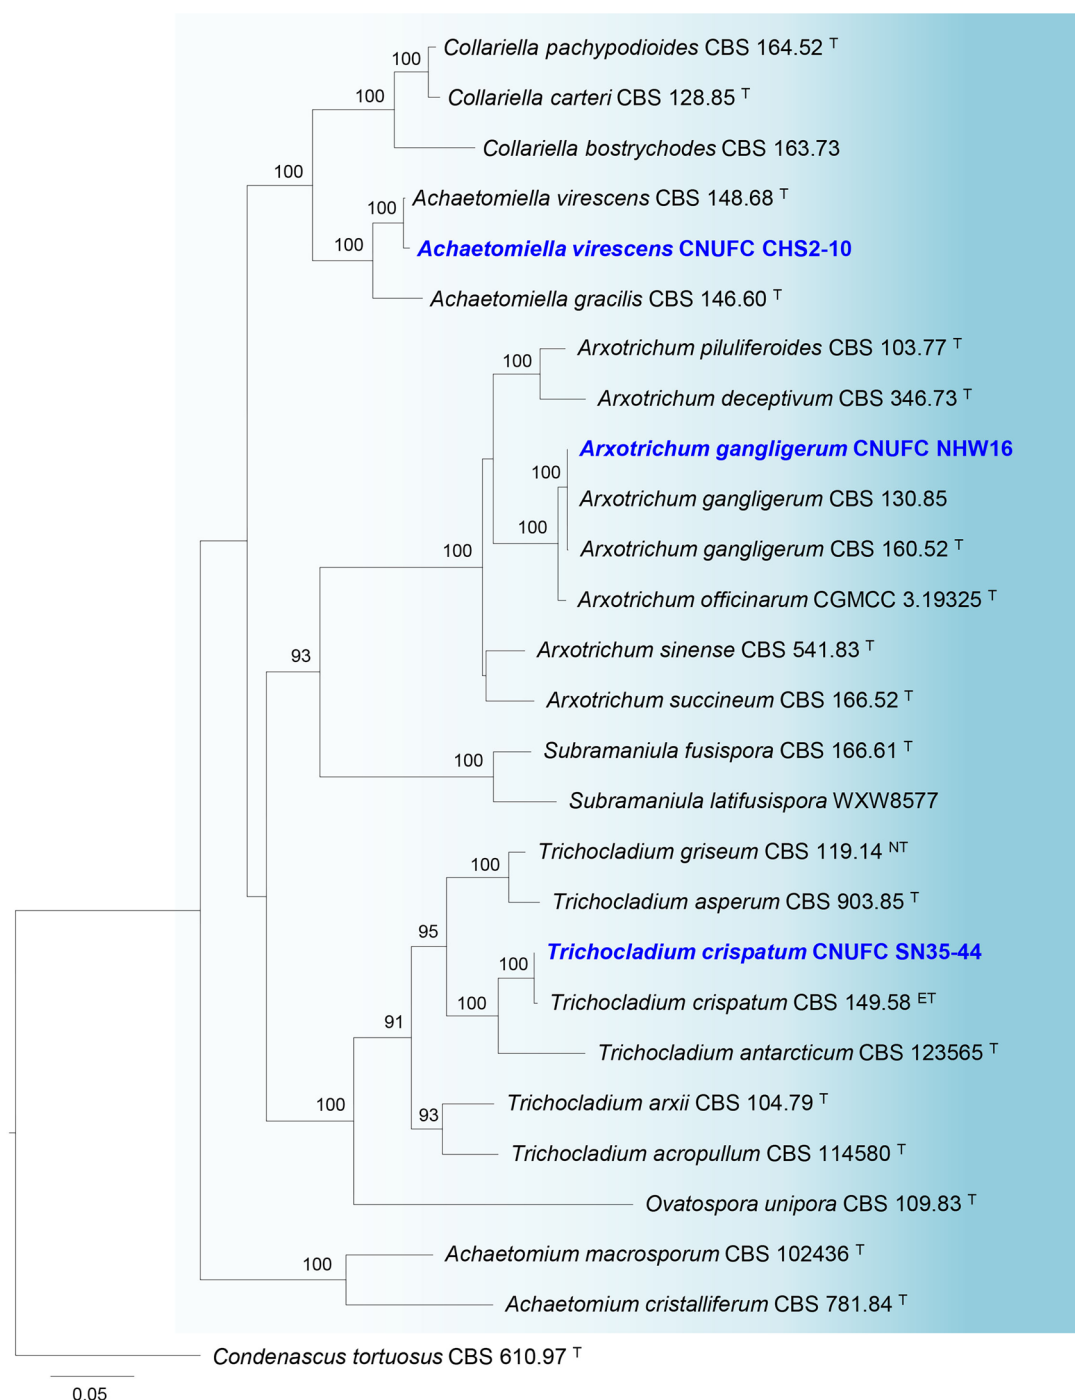 Collariella pachypodioides CBS 164.52 T
100
Collariella carteri CBS 128.85 T
100
Collariella bostrychodes CBS 163.73
100
Achaetomiella virescens CBS 148.68 T
100
Achaetomiella virescens CNUFC CHS2-10
100
Achaetomiella gracilis CBS 146.60 T
Arxotrichum piluliferoides CBS 103.77 T
100
Arxotrichum deceptivum CBS 346.73 T
Arxotrichum gangligerum CNUFC NHW16
100
Arxotrichum gangligerum CBS 130.85
100
Arxotrichum gangligerum CBS 160.52 T
100
Arxotrichum officinarum CGMCC 3.19325 T
Arxotrichum sinense CBS 541.83 T
93
Arxotrichum succineum CBS 166.52 T
Subramaniula fusispora CBS 166.61 T
100
Subramaniula latifusispora WXW8577
Trichocladium griseum CBS 119.14 NT
100
Trichocladium asperum CBS 903.85 T
95
Trichocladium crispatum CNUFC SN35-44
100
Trichocladium crispatum CBS 149.58 ET
100
91
Trichocladium antarcticum CBS 123565 T
Trichocladium arxii CBS 104.79 T
100
93
Trichocladium acropullum CBS 114580 T
Ovatospora unipora CBS 109.83 T
Achaetomium macrosporum CBS 102436 T
100
Achaetomium cristalliferum CBS 781.84 T
Condenascus tortuosus CBS 610.97 T
0.05